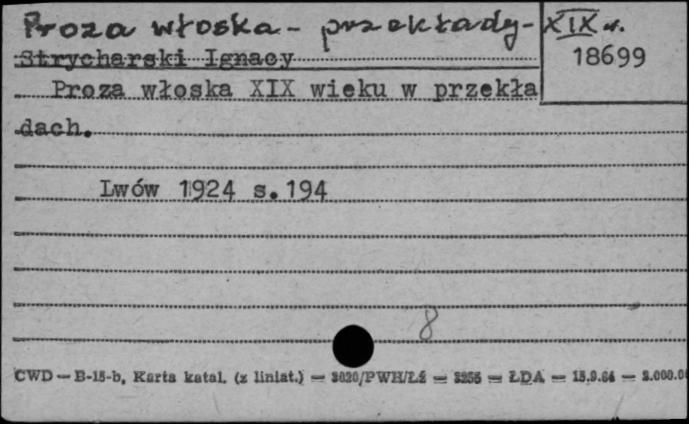 Proza włoska - przekłady - XIX w.
Strycharski Ignacy
18699
Proza włoska XIX wieku w przekła
dach.
Lwów 1924 s.194
8
CWD — B-15-b, Karta katal. (z liniat.) — 3020/PWH/Łź — 3255 — ŁDA — 15.9.64 — 2.000.0